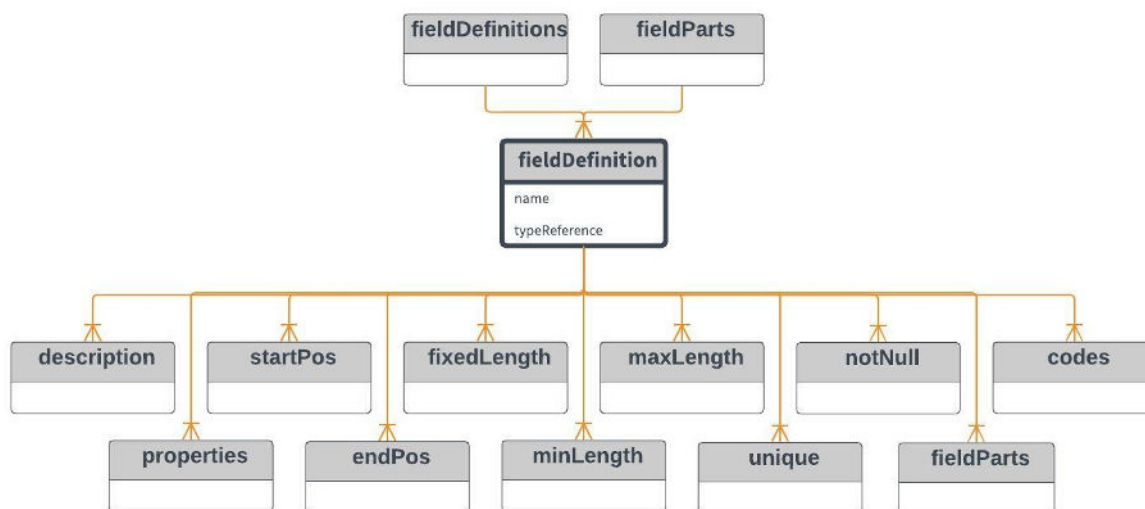 fieldDefinitions
fieldParts
fieldDefinition
name
typeReference
description
startPos
fixedLength
maxLength
notNull
codes
properties
endPos
minLength
unique
fieldParts